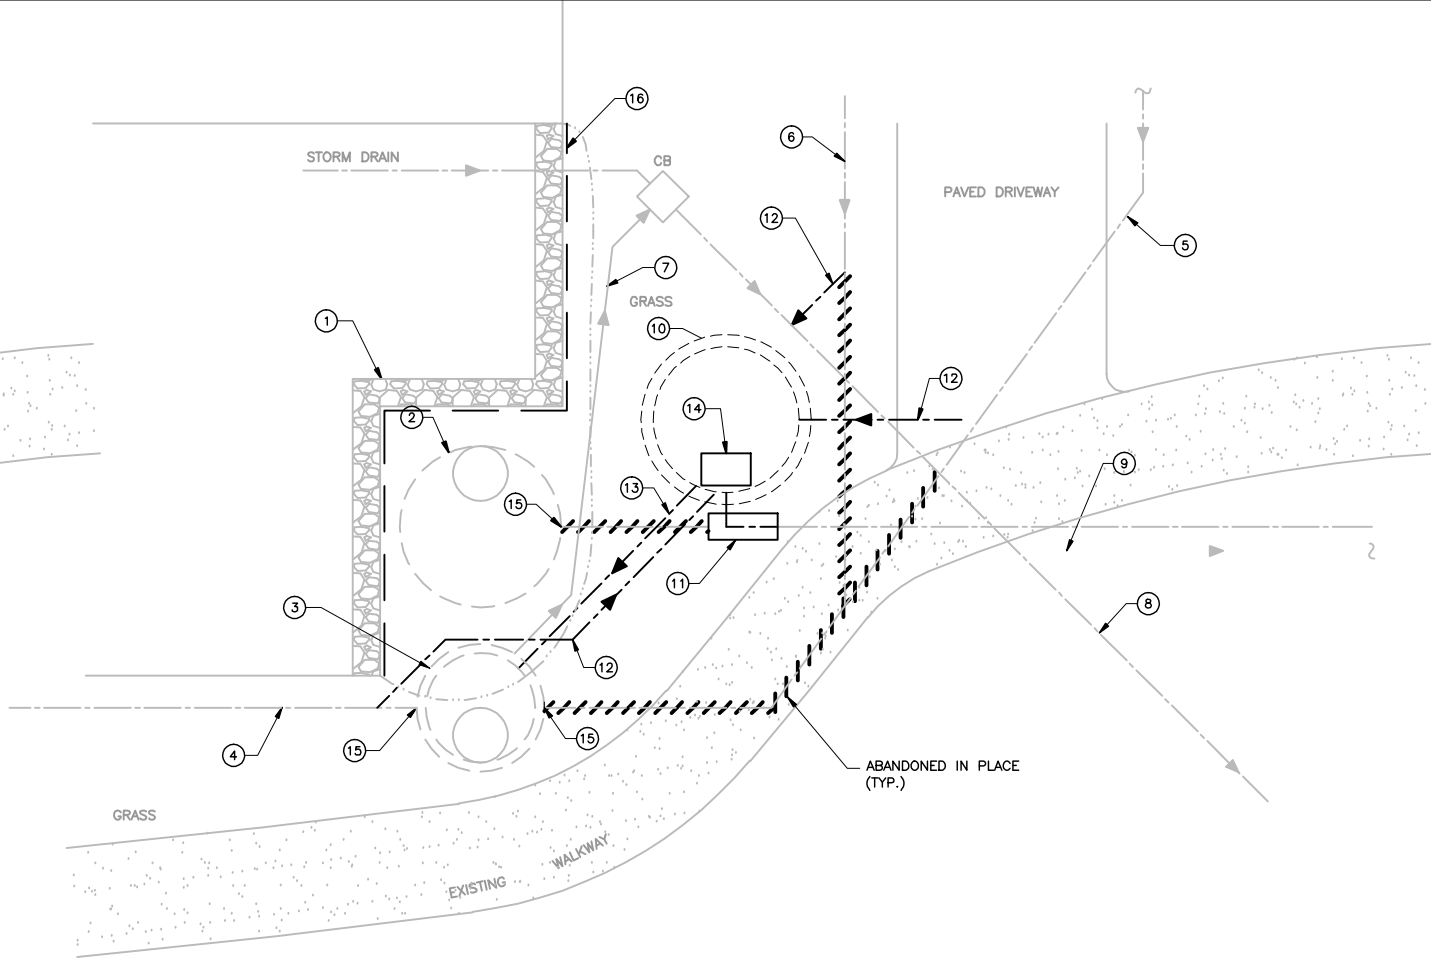 16
STORM DRAIN
CB
6
PAVED DRIVEWAY
12
5
7
GRASS
1
10
12
2
14
9
13
15
11
3
8
12
4
15
15
ABANDONED IN PLACE
(TYP.)
GRASS
EXISTING WALKWAY